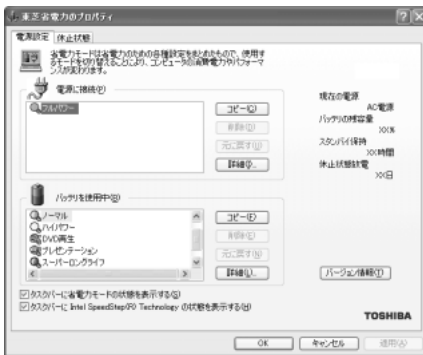 東芝省電力のプロパティ
電源設定 休止状態
省電力モードは省電力のための各種設定をまとめたもので、使用す
るモードを切り替えることにより、コンピュータの消費電力やパフォーマ
ンスが変わります。
電源に接続(P)
フルパワー
コピー(C)
削除(D)
元に戻す(U)
詳細(I)...
現在の電源
AC電源
バッテリの残容量
XX%
スタンバイ保持
XX時間
休止状態放電
XX日
バッテリを使用中(B)
ノーマル
ハイパワー
DVD再生
プレゼンテーション
スーパーロングライフ
コピー(E)
削除(R)
元に戻す(N)
詳細(L)...
バージョン情報(T)
タスクバーに省電力モードの状態を表示する(S)
タスクバーに Intel SpeedStep(R) Technology の状態を表示する(H)
TOSHIBA
OK キャンセル 適用(A)